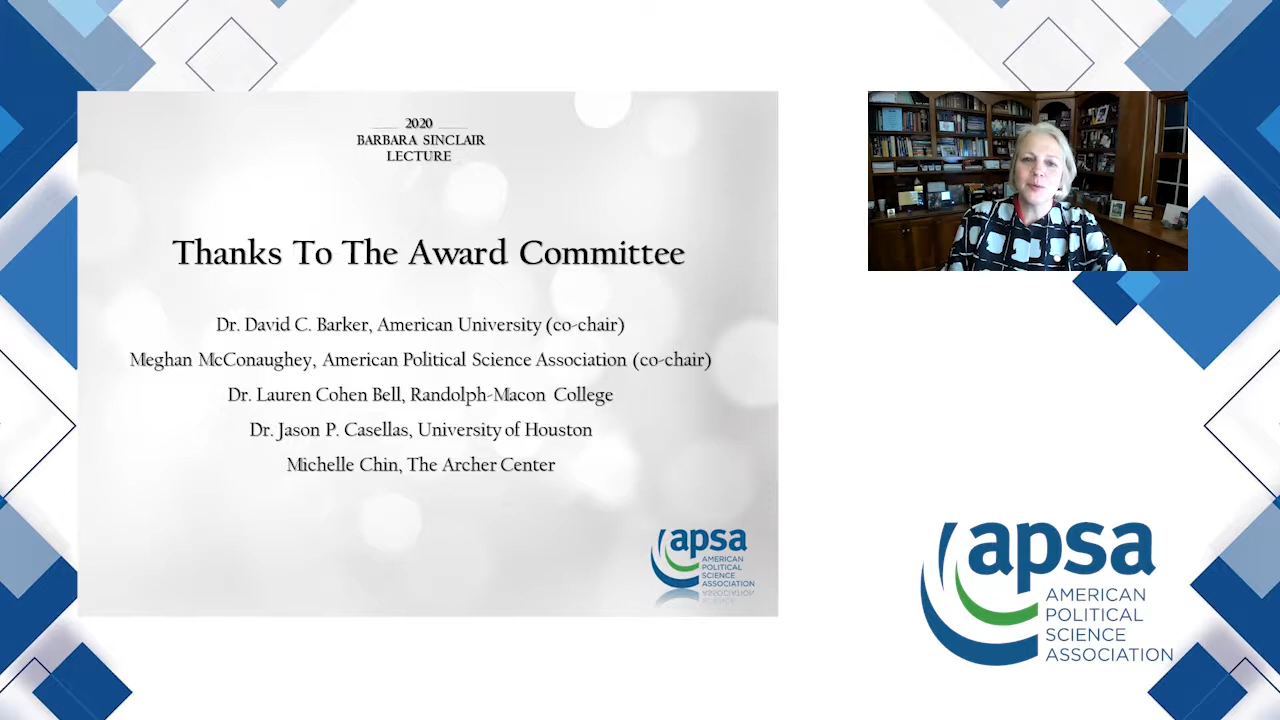 2020
BARBARA SINCLAIR
LECTURE
Thanks To The Award Committee
Dr. David C. Barker, American University (co-chair)
Meghan McConaughey, American Political Science Association (co-chair)
Dr. Lauren Cohen Bell, Randolph-Macon College
Dr. Jason P. Casellas, University of Houston
Michelle Chin, The Archer Center
apsa
AMERICAN
POLITICAL
SCIENCE
ASSOCIATION
apsa
AMERICAN
POLITICAL
SCIENCE
ASSOCIATION